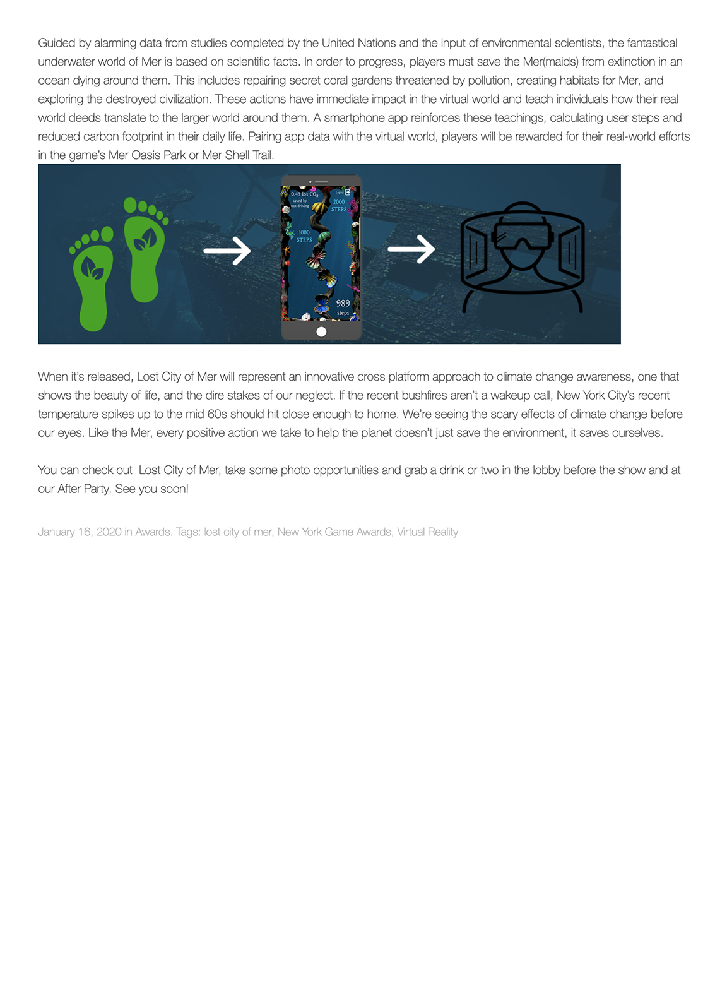 Guided by alarming data from studies completed by the United Nations and the input of environmental scientists, the fantastical
underwater world of Mer is based on scientific facts. In order to progress, players must save the Mer(maids) from extinction in an
ocean dying around them. This includes repairing secret coral gardens threatened by pollution, creating habitats for Mer, and
exploring the destroyed civilization. These actions have immediate impact in the virtual world and teach individuals how their real
world deeds translate to the larger world around them. A smartphone app reinforces these teachings, calculating user steps and
reduced carbon footprint in their daily life. Pairing app data with the virtual world, players will be rewarded for their real-world efforts
in the game’s Mer Oasis Park or Mer Shell Trail.
0.49 lbs CO₂
saved by
not driving
Logout
2000
STEPS
1000
STEPS
989
steps
When it’s released, Lost City of Mer will represent an innovative cross platform approach to climate change awareness, one that
shows the beauty of life, and the dire stakes of our neglect. If the recent bushfires aren’t a wakeup call, New York City’s recent
temperature spikes up to the mid 60s should hit close enough to home. We’re seeing the scary effects of climate change before
our eyes. Like the Mer, every positive action we take to help the planet doesn’t just save the environment, it saves ourselves.
You can check out  Lost City of Mer, take some photo opportunities and grab a drink or two in the lobby before the show and at
our After Party. See you soon!
January 16, 2020 in Awards. Tags: lost city of mer, New York Game Awards, Virtual Reality